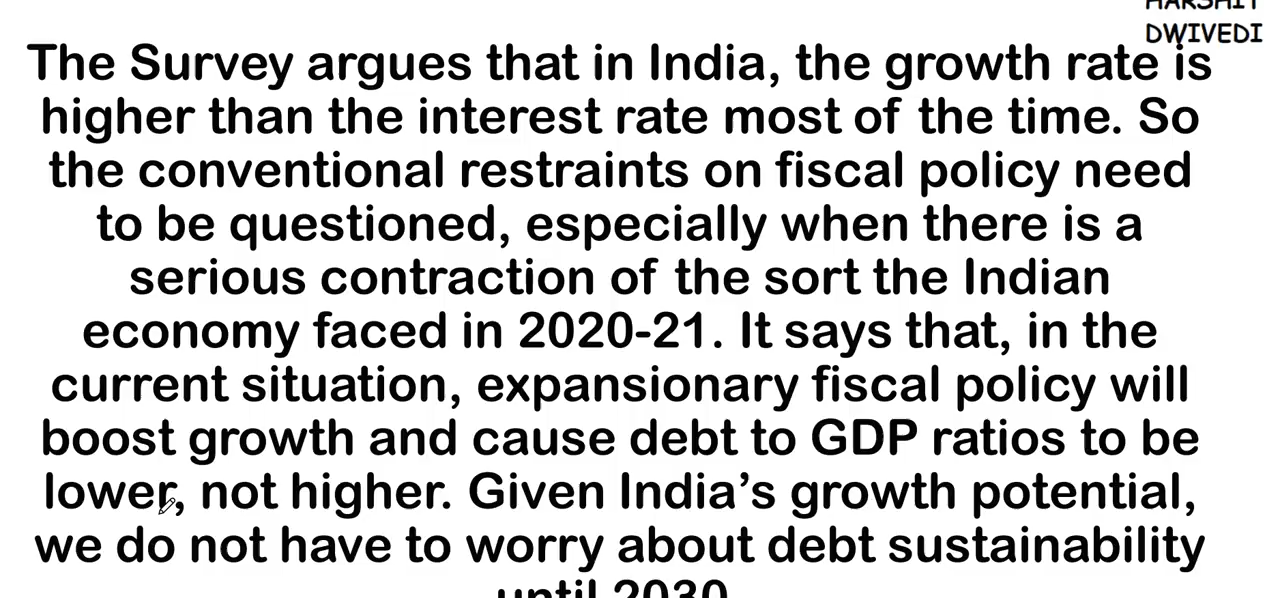 HARSHIT
DWIVEDI
The Survey argues that in India, the growth rate is
higher than the interest rate most of the time. So
the conventional restraints on fiscal policy need
to be questioned, especially when there is a
serious contraction of the sort the Indian
economy faced in 2020-21. It says that, in the
current situation, expansionary fiscal policy will
boost growth and cause debt to GDP ratios to be
lower, not higher. Given India’s growth potential,
we do not have to worry about debt sustainability
until 2030